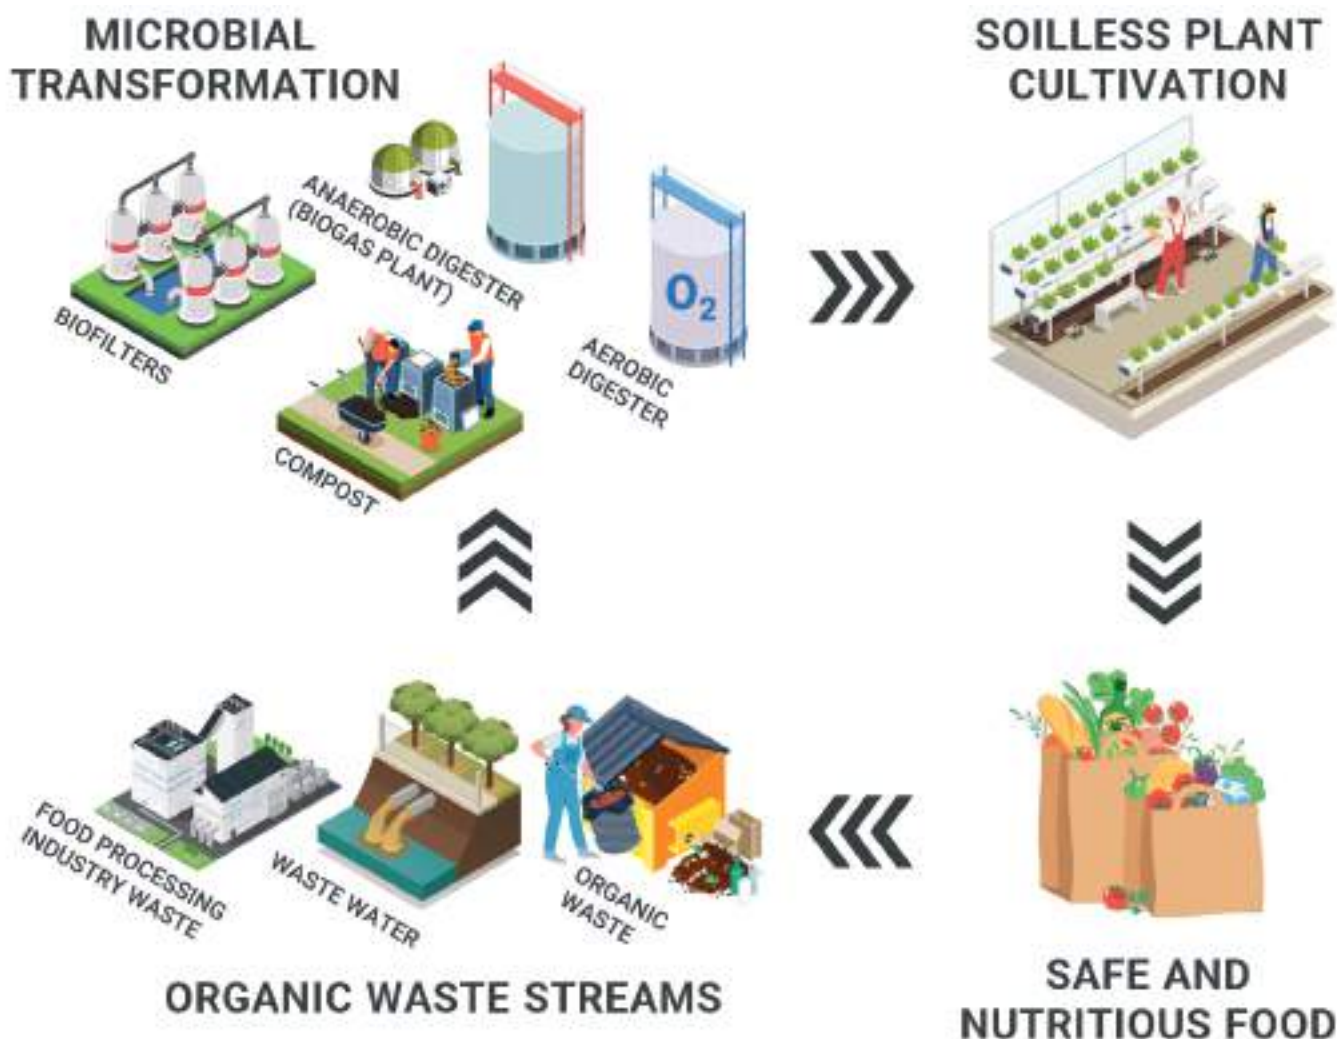 MICROBIAL
TRANSFORMATION
SOILLESS PLANT
CULTIVATION
BIOFILTERS
ANAEROBIC DIGESTER
(BIOGAS PLANT)
COMPOST
O2
AEROBIC
DIGESTER
FOOD PROCESSING
INDUSTRY WASTE
WASTE WATER
ORGANIC
WASTE
ORGANIC WASTE STREAMS
SAFE AND
NUTRITIOUS FOOD